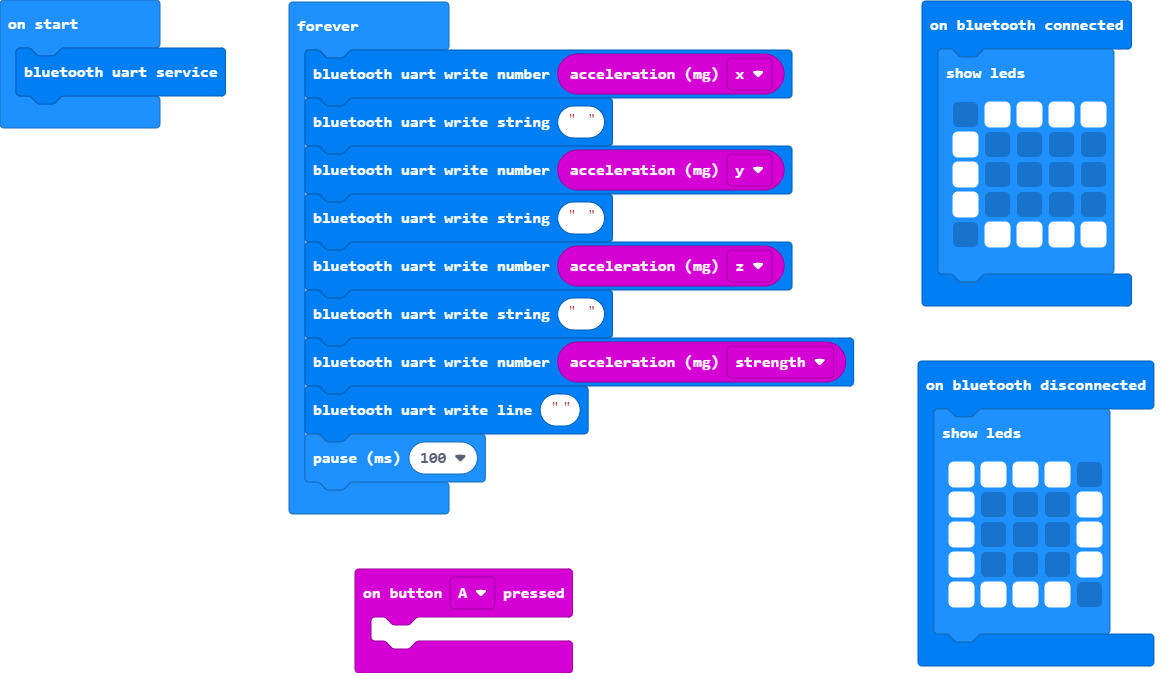 on start
bluetooth uart service
forever
bluetooth uart write number acceleration (mg) x
bluetooth uart write string " "
bluetooth uart write number acceleration (mg) y
bluetooth uart write string " "
bluetooth uart write number acceleration (mg) z
bluetooth uart write string " "
bluetooth uart write number acceleration (mg) strength
bluetooth uart write line ""
pause (ms) 100
on button A pressed
on bluetooth connected
show leds
on bluetooth disconnected
show leds